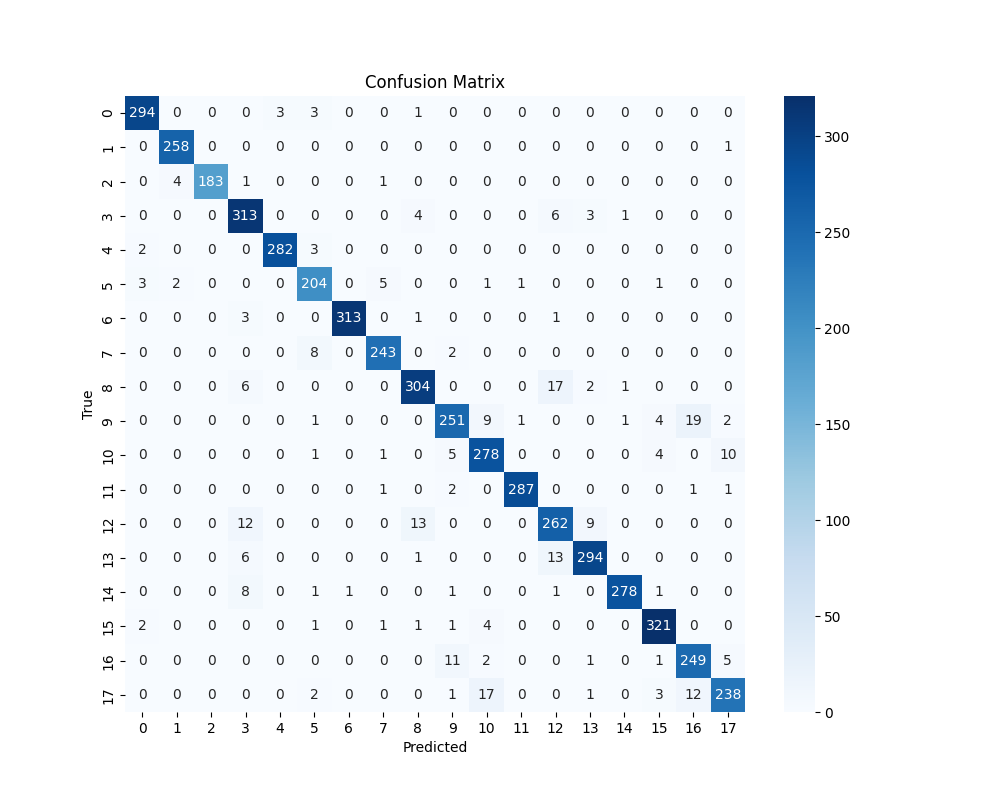 Confusion Matrix
0 294 0 0 0 3 3 0 0 1 0 0 0 0 0 0 0 0 0
1 0 258 0 0 0 0 0 0 0 0 0 0 0 0 0 0 0 1
2 0 4 183 1 0 0 0 1 0 0 0 0 0 0 0 0 0 0
3 0 0 0 313 0 0 0 0 4 0 0 0 6 3 1 0 0 0
4 2 0 0 0 282 3 0 0 0 0 0 0 0 0 0 0 0 0
5 3 2 0 0 0 204 0 5 0 0 1 1 0 0 0 1 0 0
6 0 0 0 3 0 0 313 0 1 0 0 0 1 0 0 0 0 0
7 0 0 0 0 0 8 0 243 0 2 0 0 0 0 0 0 0 0
8 0 0 0 6 0 0 0 0 304 0 0 0 17 2 1 0 0 0
9 0 0 0 0 0 1 0 0 0 251 9 1 0 0 1 4 19 2
10 0 0 0 0 0 1 0 1 0 5 278 0 0 0 0 4 0 10
11 0 0 0 0 0 0 0 1 0 2 0 287 0 0 0 0 1 1
12 0 0 0 12 0 0 0 0 13 0 0 0 262 9 0 0 0 0
13 0 0 0 6 0 0 0 0 1 0 0 0 13 294 0 0 0 0
14 0 0 0 8 0 1 1 0 0 1 0 0 1 0 278 1 0 0
15 2 0 0 0 0 1 0 1 1 1 4 0 0 0 0 321 0 0
16 0 0 0 0 0 0 0 0 0 11 2 0 0 1 0 1 249 5
17 0 0 0 0 0 2 0 0 0 1 17 0 0 1 0 3 12 238
0 1 2 3 4 5 6 7 8 9 10 11 12 13 14 15 16 17
Predicted
True
300
250
200
150
100
50
0